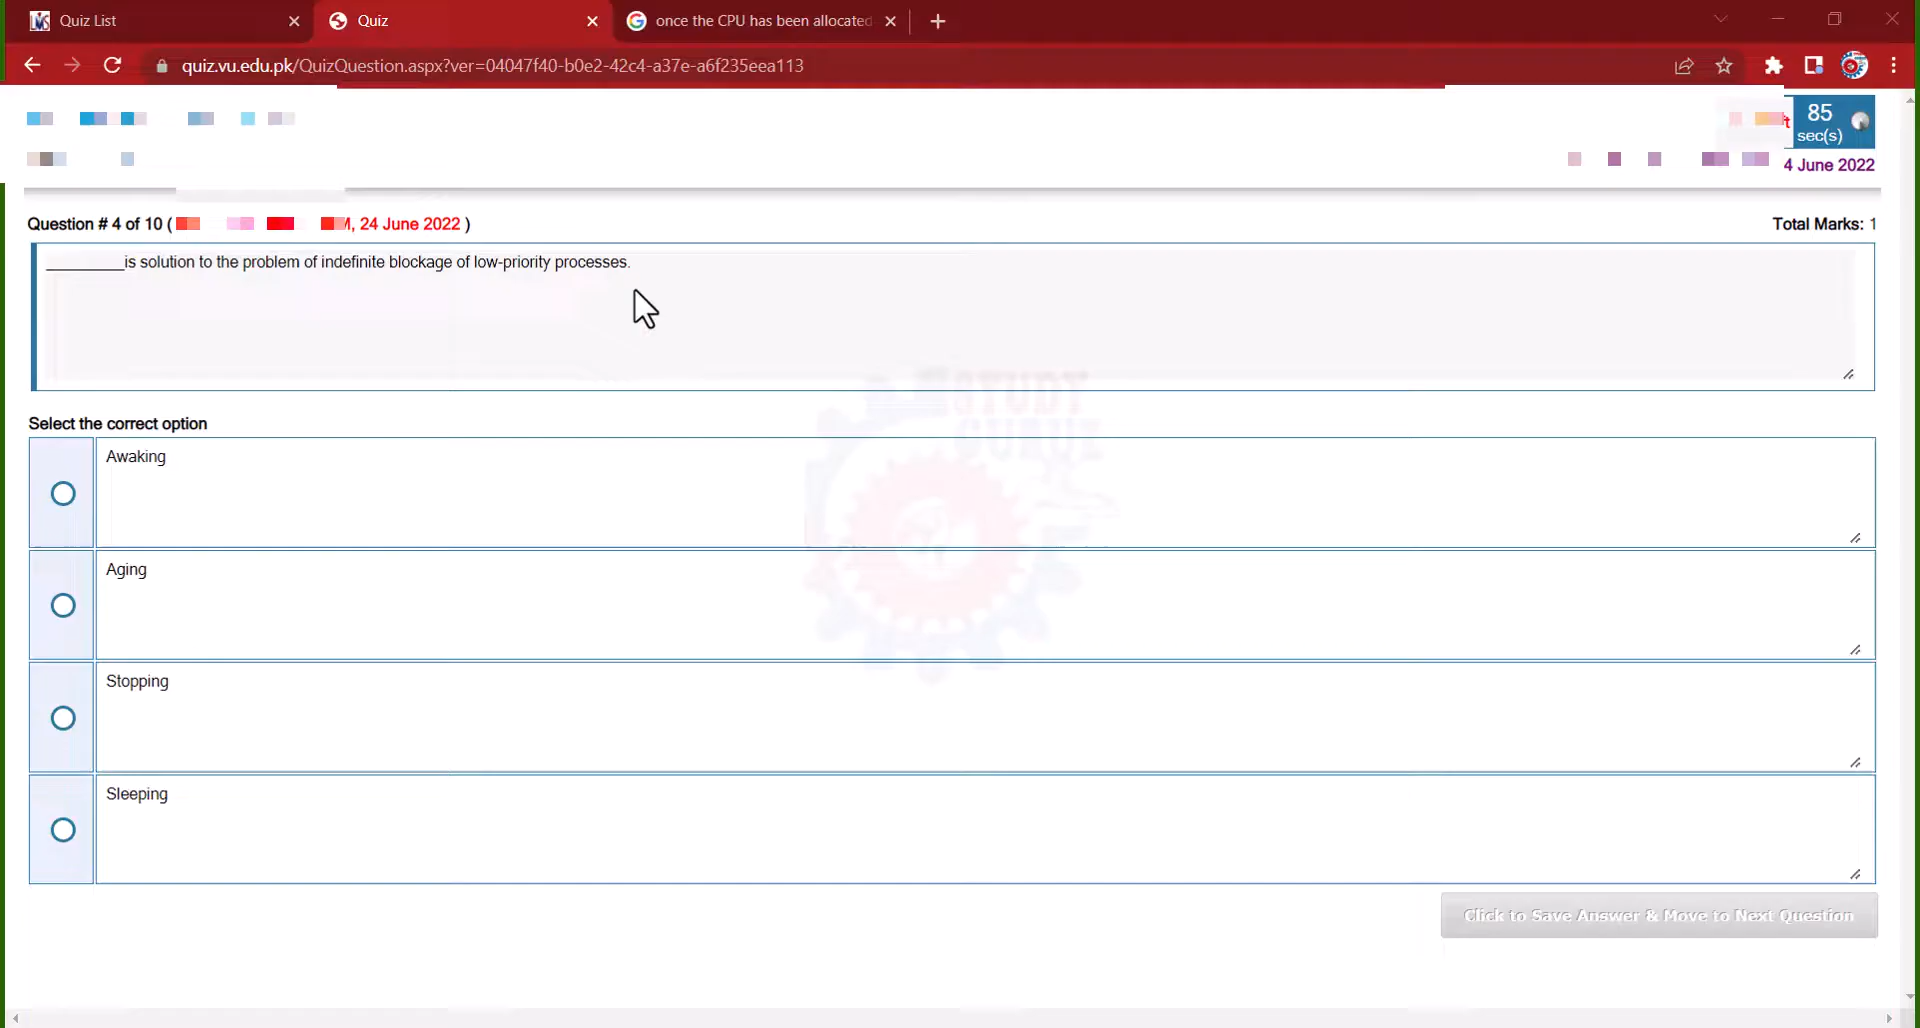 Quiz List
Quiz
once the CPU has been allocated
quiz.vu.edu.pk/QuizQuestion.aspx?ver=04047f40-b0e2-42c4-a37e-a6f235eea113
85
sec(s)
4 June 2022
Question # 4 of 10 ( , 24 June 2022 )
Total Marks: 1
_________is solution to the problem of indefinite blockage of low-priority processes.
STUDY
Select the correct option
Awaking
Aging
Stopping
Sleeping
Click to Save Answer & Move to Next Question